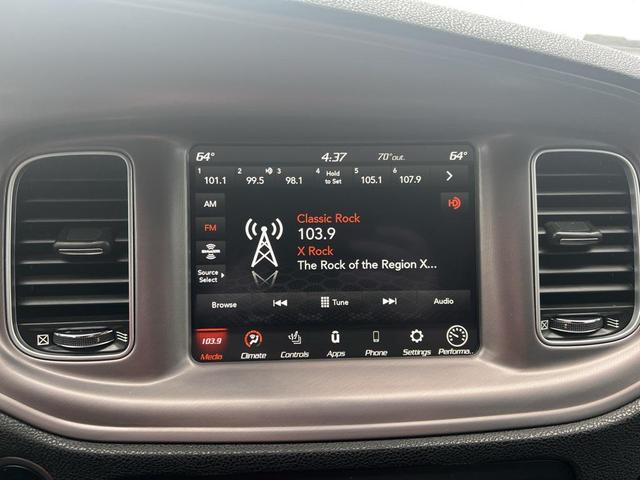 64° 4:37 70°out. 64°
1 2 3 4 Hold to Set 5 6
101.1 99.5 98.1 105.1 107.9
AM
FM
Source
Select
Classic Rock
103.9
X Rock
The Rock of the Region X...
Browse Tune Audio
103.9
Media Climate Controls Apps Phone Settings Performa..